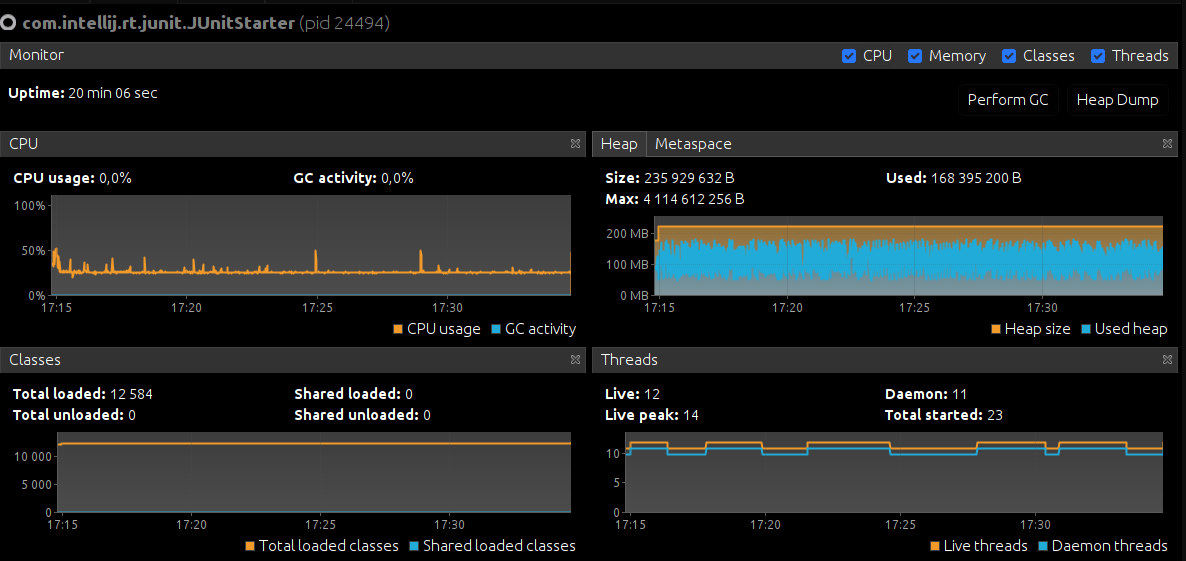 com.intellij.rt.junit.JUnitStarter (pid 24494)
Monitor
CPU Memory Classes Threads
Uptime: 20 min 06 sec
Perform GC Heap Dump
CPU
CPU usage: 0,0% GC activity: 0,0%
100%
50%
0%
17:15 17:20 17:25 17:30
CPU usage GC activity
Heap Metaspace
Size: 235 929 632 B Used: 168 395 200 B
Max: 4 114 612 256 B
200 MB
100 MB
0 MB
17:15 17:20 17:25 17:30
Heap size Used heap
Classes
Total loaded: 12 584 Shared loaded: 0
Total unloaded: 0 Shared unloaded: 0
10 000
5 000
0
17:15 17:20 17:25 17:30
Total loaded classes Shared loaded classes
Threads
Live: 12 Daemon: 11
Live peak: 14 Total started: 23
10
5
0
17:15 17:20 17:25 17:30
Live threads Daemon threads